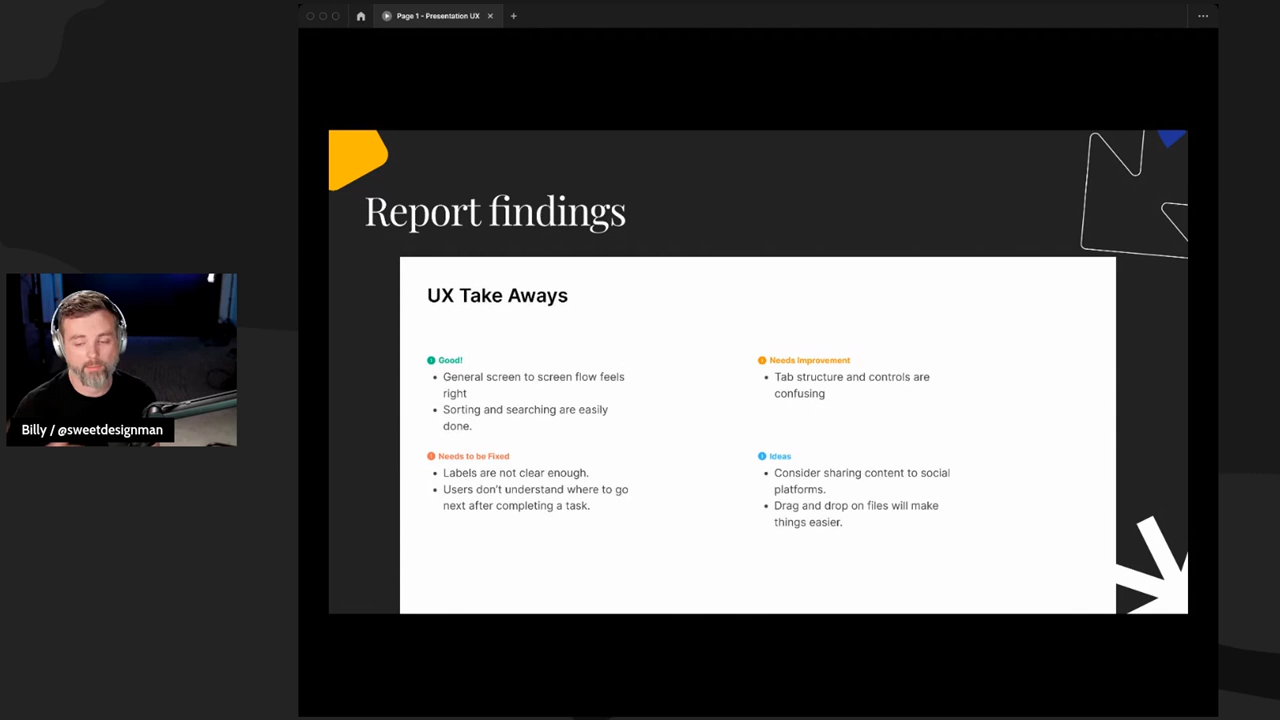 Page 1 - Presentation UX
Report findings
UX Take Aways
Good!
General screen to screen flow feels
right
Sorting and searching are easily
done.
Needs Improvement
Tab structure and controls are
confusing
Needs to be Fixed
Labels are not clear enough.
Users don't understand where to go
next after completing a task.
Ideas
Consider sharing content to social
platforms.
Drag and drop on files will make
things easier.
Billy / @sweetdesignman